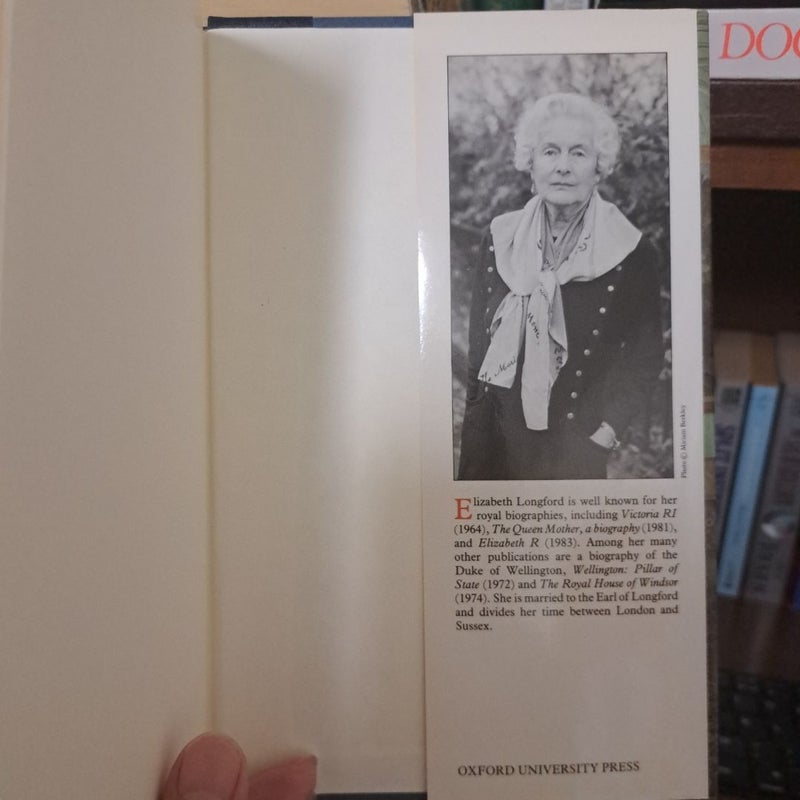 DOC
Photo © Miriam Berkley
Elizabeth Longford is well known for her
royal biographies, including Victoria RI
(1964), The Queen Mother, a biography (1981),
and Elizabeth R (1983). Among her many
other publications are a biography of the
Duke of Wellington, Wellington: Pillar of
State (1972) and The Royal House of Windsor
(1974). She is married to the Earl of Longford
and divides her time between London and
Sussex.
OXFORD UNIVERSITY PRESS